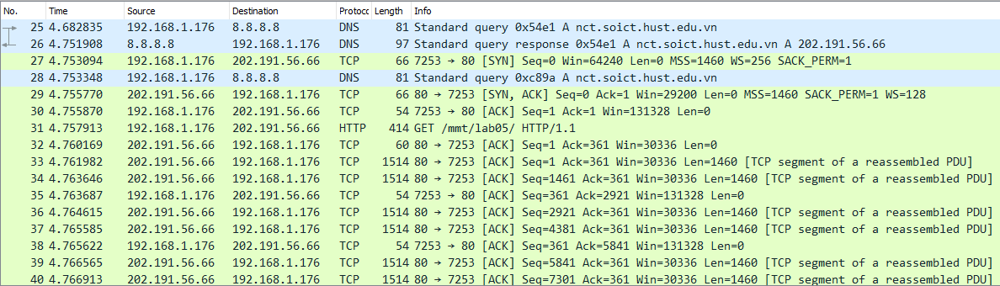 No. Time Source Destination Protoco Length Info
25 4.682835 192.168.1.176 8.8.8.8 DNS 81 Standard query 0x54e1 A nct.soict.hust.edu.vn
26 4.751908 8.8.8.8 192.168.1.176 DNS 97 Standard query response 0x54e1 A nct.soict.hust.edu.vn A 202.191.56.66
27 4.753094 192.168.1.176 202.191.56.66 TCP 66 7253 → 80 [SYN] Seq=0 Win=64240 Len=0 MSS=1460 WS=256 SACK_PERM=1
28 4.753348 192.168.1.176 8.8.8.8 DNS 81 Standard query 0xc89a A nct.soict.hust.edu.vn
29 4.755770 202.191.56.66 192.168.1.176 TCP 66 80 → 7253 [SYN, ACK] Seq=0 Ack=1 Win=29200 Len=0 MSS=1460 SACK_PERM=1 WS=128
30 4.755870 192.168.1.176 202.191.56.66 TCP 54 7253 → 80 [ACK] Seq=1 Ack=1 Win=131328 Len=0
31 4.757913 192.168.1.176 202.191.56.66 HTTP 414 GET /mmt/lab05/ HTTP/1.1
32 4.760169 202.191.56.66 192.168.1.176 TCP 60 80 → 7253 [ACK] Seq=1 Ack=361 Win=30336 Len=0
33 4.761982 202.191.56.66 192.168.1.176 TCP 1514 80 → 7253 [ACK] Seq=1 Ack=361 Win=30336 Len=1460 [TCP segment of a reassembled PDU]
34 4.763646 202.191.56.66 192.168.1.176 TCP 1514 80 → 7253 [ACK] Seq=1461 Ack=361 Win=30336 Len=1460 [TCP segment of a reassembled PDU]
35 4.763687 192.168.1.176 202.191.56.66 TCP 54 7253 → 80 [ACK] Seq=361 Ack=2921 Win=131328 Len=0
36 4.764615 202.191.56.66 192.168.1.176 TCP 1514 80 → 7253 [ACK] Seq=2921 Ack=361 Win=30336 Len=1460 [TCP segment of a reassembled PDU]
37 4.765585 202.191.56.66 192.168.1.176 TCP 1514 80 → 7253 [ACK] Seq=4381 Ack=361 Win=30336 Len=1460 [TCP segment of a reassembled PDU]
38 4.765622 192.168.1.176 202.191.56.66 TCP 54 7253 → 80 [ACK] Seq=361 Ack=5841 Win=131328 Len=0
39 4.766565 202.191.56.66 192.168.1.176 TCP 1514 80 → 7253 [ACK] Seq=5841 Ack=361 Win=30336 Len=1460 [TCP segment of a reassembled PDU]
40 4.766913 202.191.56.66 192.168.1.176 TCP 1514 80 → 7253 [ACK] Seq=7301 Ack=361 Win=30336 Len=1460 [TCP segment of a reassembled PDU]